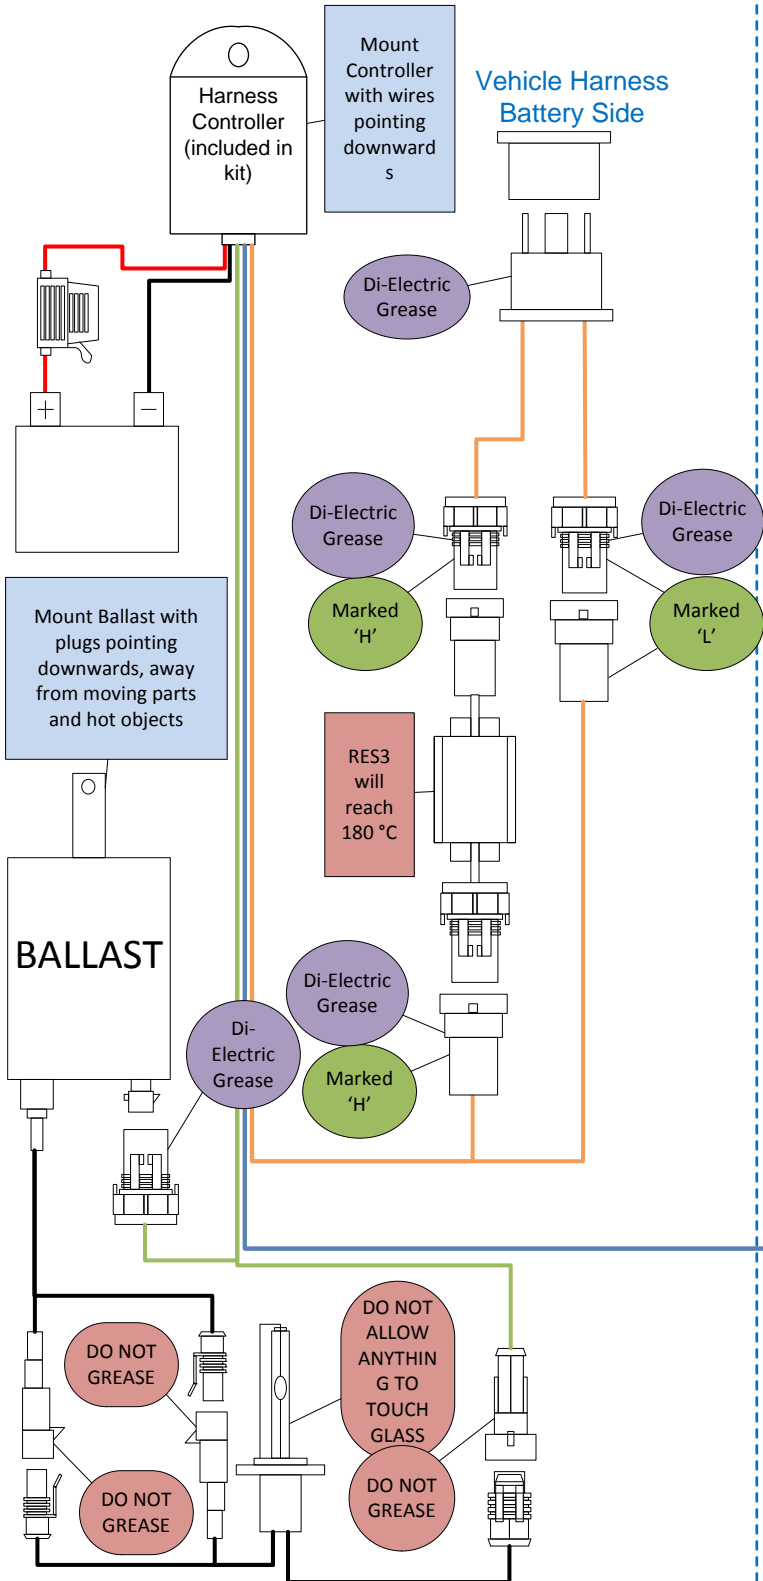 Harness
Controller
(included in
kit)
Mount
Controller
with wires
pointing
downward
s
Vehicle Harness
Battery Side
Di-Electric
Grease
+
−
Di-Electric
Grease
Di-Electric
Grease
Marked
'H'
Marked
'L'
Mount Ballast with
plugs pointing
downwards, away
from moving parts
and hot objects
RES3
will
reach
180 °C
BALLAST
Di-Electric
Grease
Di-
Electric
Grease
Marked
'H'
DO NOT
GREASE
DO NOT
ALLOW
ANYTHIN
G TO
TOUCH
GLASS
DO NOT
GREASE
DO NOT
GREASE